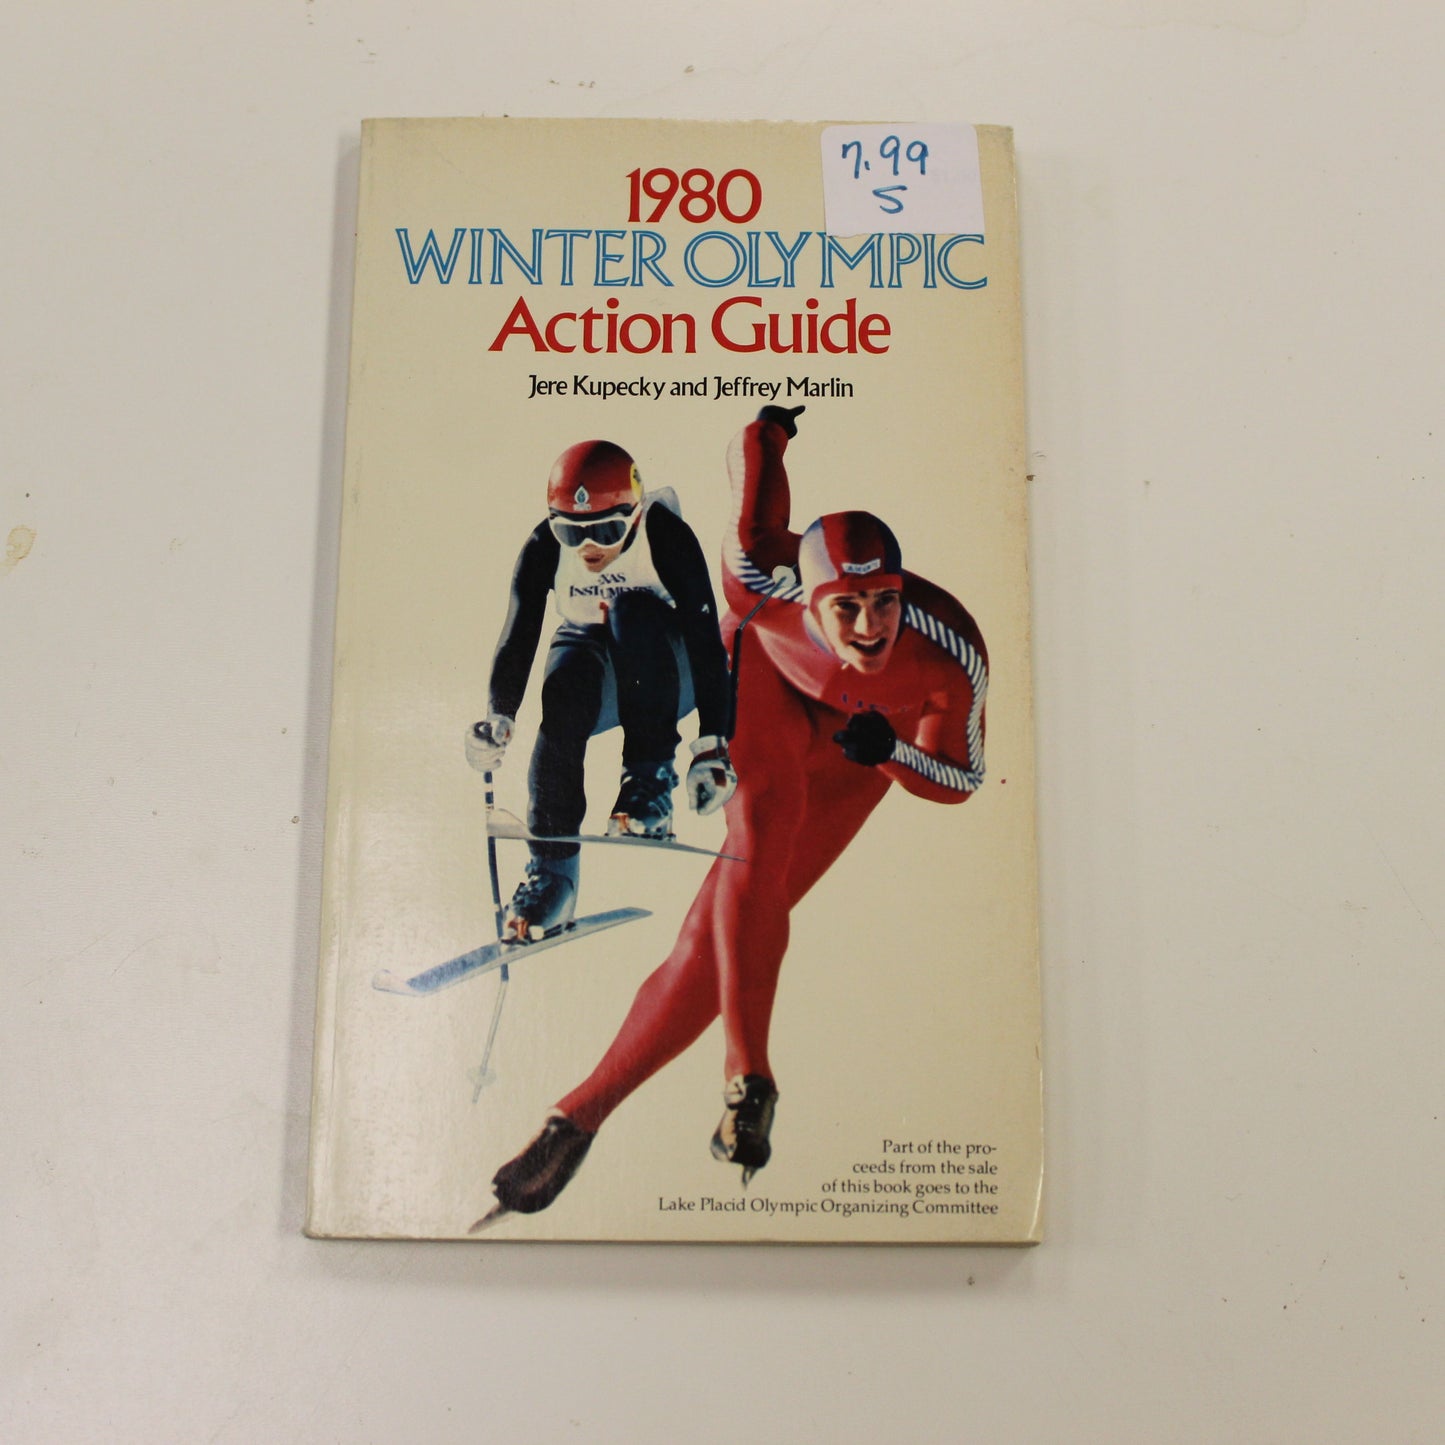 7.99
S
1980
WINTER OLYMPIC
Action Guide
Jere Kupecky and Jeffrey Marlin
Part of the pro-
ceeds from the sale
of this book goes to the
Lake Placid Olympic Organizing Committee